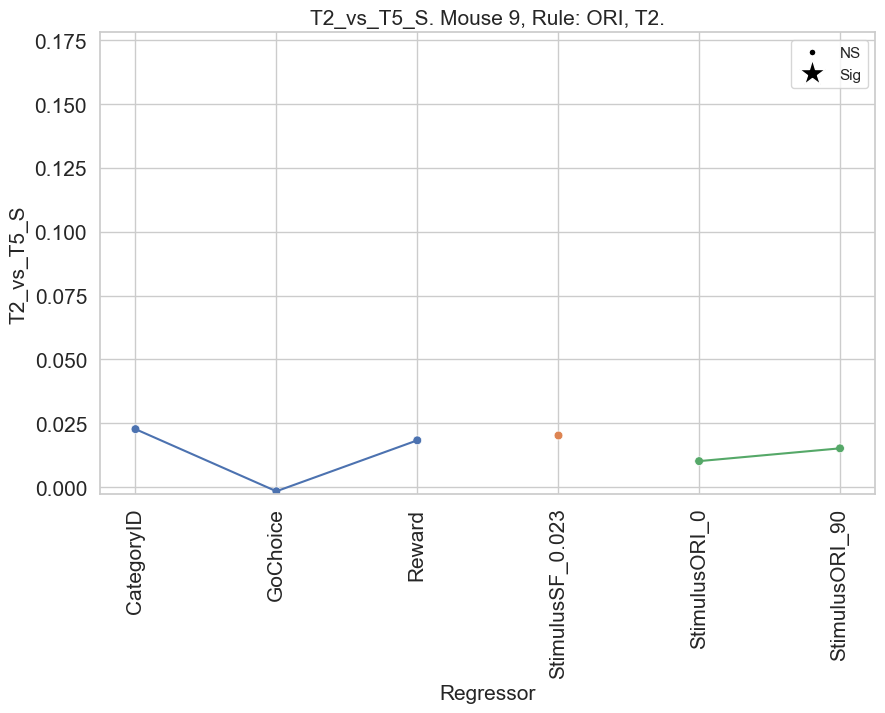 T2_vs_T5_S. Mouse 9, Rule: ORI, T2.
NS
Sig
0.175
0.150
0.125
0.100
0.075
0.050
0.025
0.000
T2_vs_T5_S
CategoryID
GoChoice
Reward
StimulusSF_0.023
StimulusORI_0
StimulusORI_90
Regressor